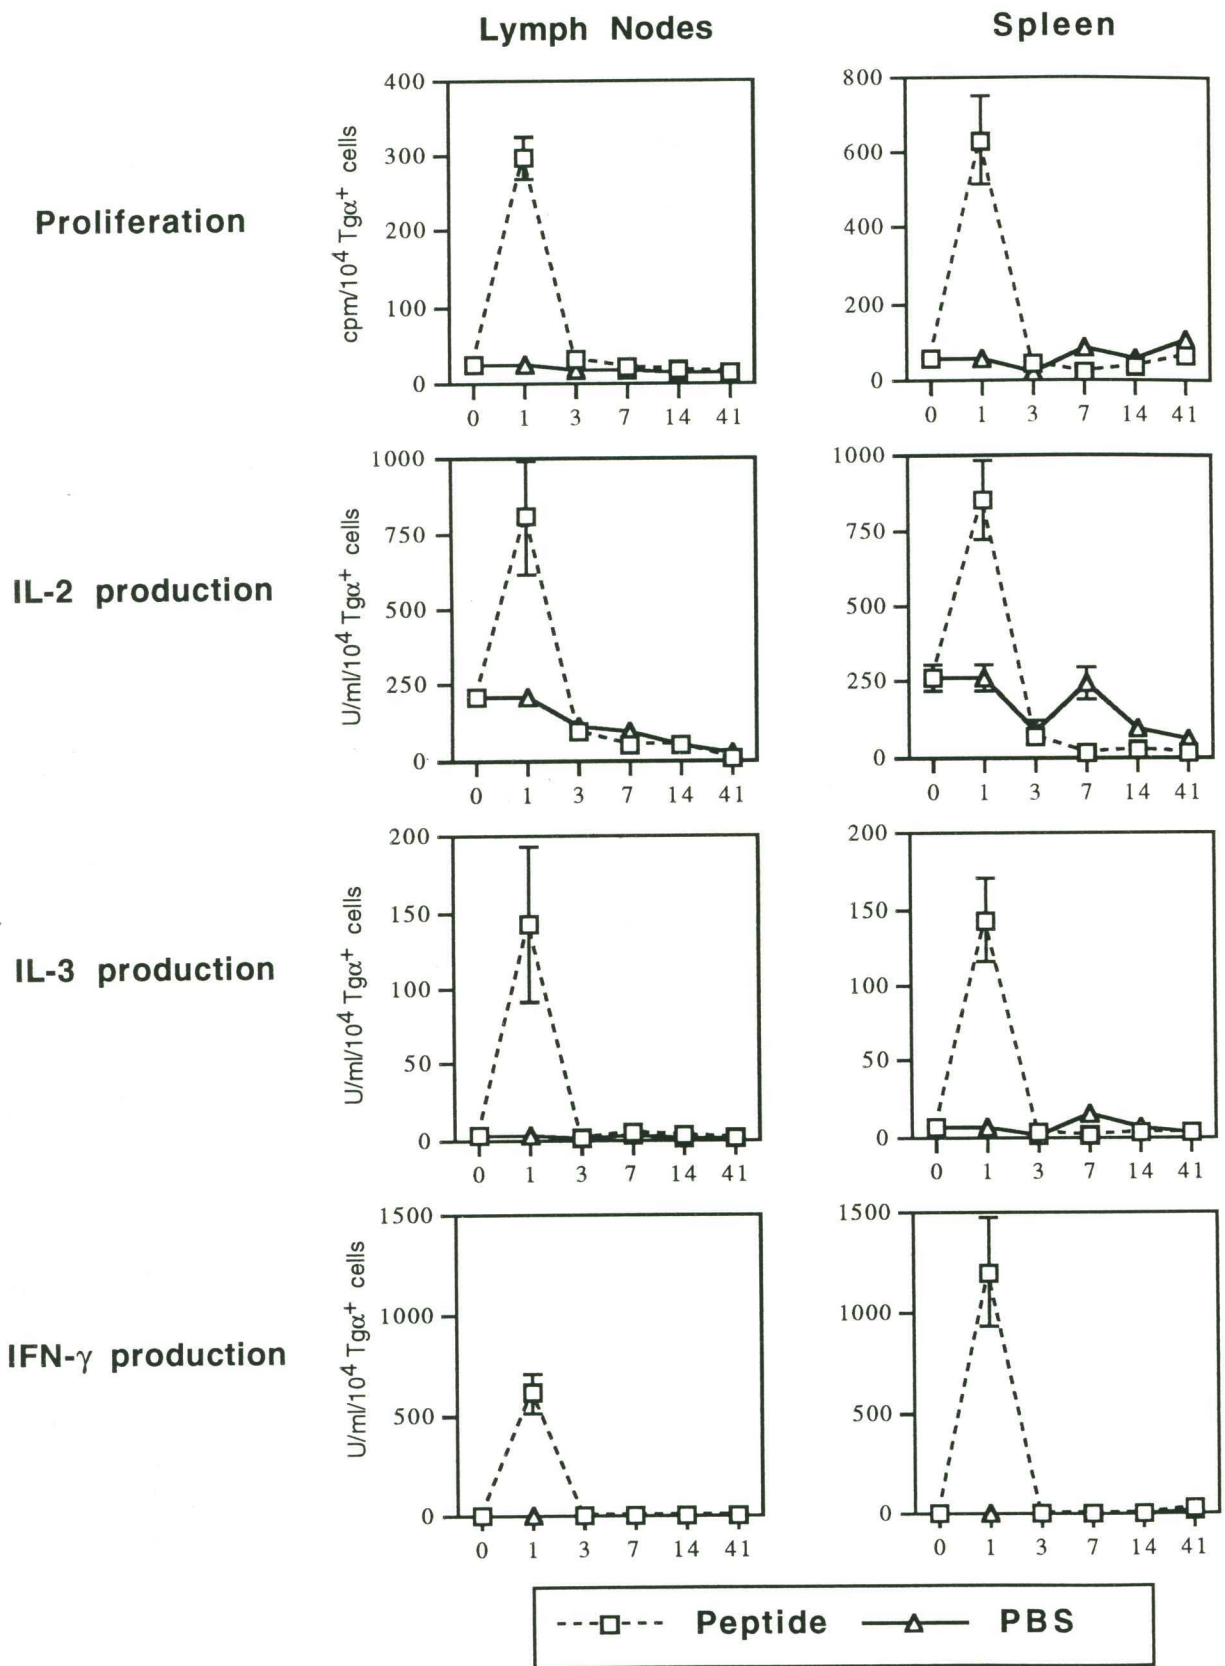 Lymph Nodes
Spleen
Proliferation
cpm/10⁴ Tgα⁺ cells
400
300
200
100
0
0 1 3 7 14 41
800
600
400
200
0
0 1 3 7 14 41
IL-2 production
U/ml/10⁴ Tgα⁺ cells
1000
750
500
250
0
0 1 3 7 14 41
1000
750
500
250
0
0 1 3 7 14 41
IL-3 production
U/ml/10⁴ Tgα⁺ cells
200
150
100
50
0
0 1 3 7 14 41
200
150
100
50
0
0 1 3 7 14 41
IFN-γ production
U/ml/10⁴ Tgα⁺ cells
1500
1000
500
0
0 1 3 7 14 41
1500
1000
500
0
0 1 3 7 14 41
Peptide PBS